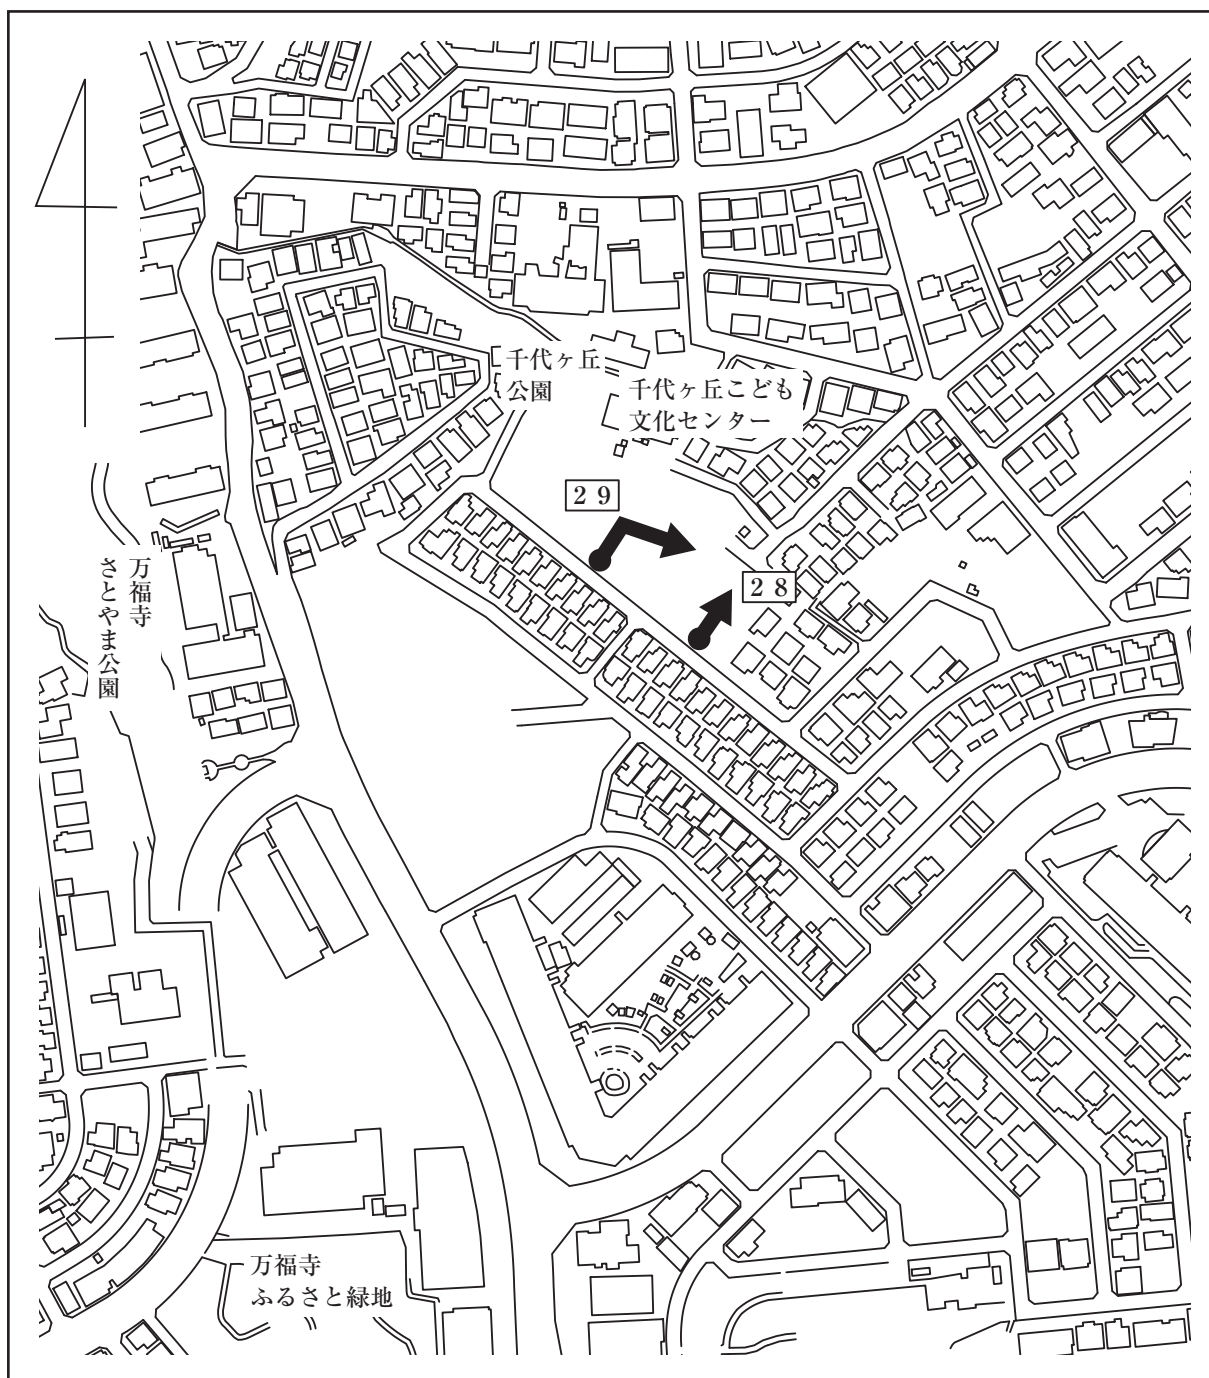 千代ヶ丘
公園
千代ヶ丘こども
文化センター
29
28
万福寺
さとやま公園
万福寺
ふるさと緑地